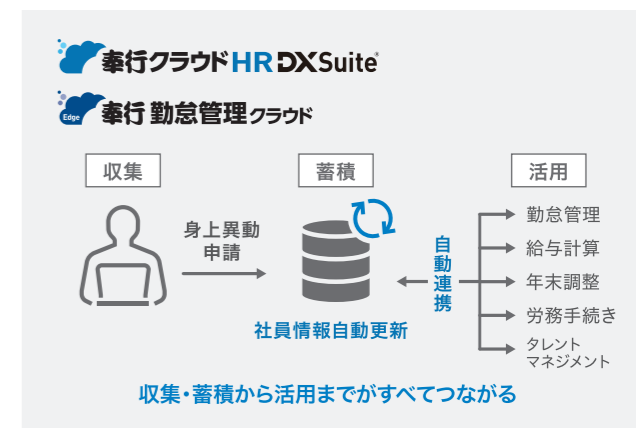 奉行クラウド HR DX Suite®
Edge 奉行 勤怠管理クラウド
収集
蓄積
活用
身上異動
申請
社員情報自動更新
自動連携
勤怠管理
給与計算
年末調整
労務手続き
タレント
マネジメント
収集・蓄積から活用までがすべてつながる